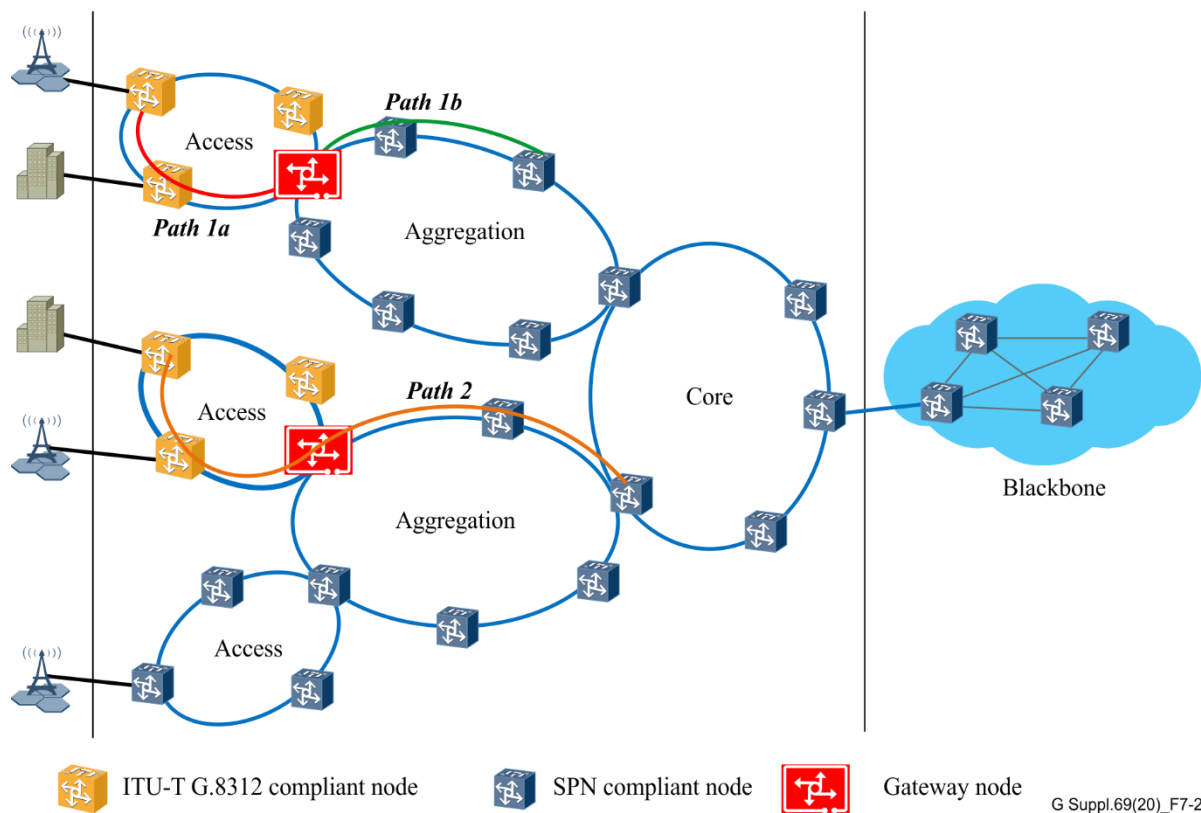 Path 1b
Access
Path 1a
Aggregation
Core
Access
Path 2
Blackbone
Aggregation
Access
ITU-T G.8312 compliant node
SPN compliant node
Gateway node
G Suppl.69(20)_F7-2